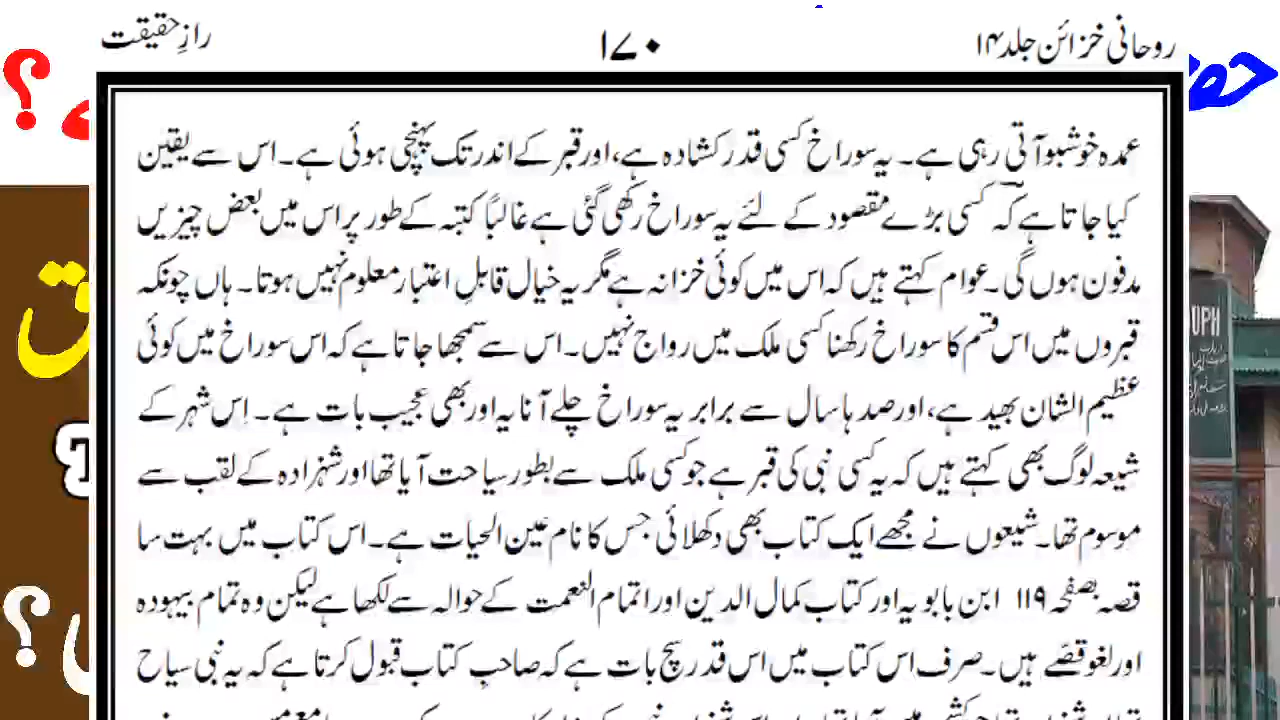 روحانی خزائن جلد ۱۴
۱۷۰
رازِ حقیقت
عمدہ خوشبو آتی رہی ہے۔ یہ سوراخ کسی قدر کشادہ ہے، اور قبر کے اندر تک پہنچی ہوئی ہے۔ اس سے یقین
کیا جاتا ہے کہ کسی بڑے مقصود کے لئے یہ سوراخ رکھی گئی ہے غالباً کتبہ کے طور پر اس میں بعض چیزیں
مدفون ہوں گی۔ عوام کہتے ہیں کہ اس میں کوئی خزانہ ہے مگر یہ خیال قابلِ اعتبار معلوم نہیں ہوتا۔ ہاں چونکہ
قبروں میں اس قسم کا سوراخ رکھنا کسی ملک میں رواج نہیں۔ اس سے سمجھا جاتا ہے کہ اس سوراخ میں کوئی
عظیم الشان بھید ہے، اور صدہا سال سے برابر یہ سوراخ چلے آنا یہ اور بھی عجیب بات ہے۔ اِس شہر کے
شیعہ لوگ بھی کہتے ہیں کہ یہ کسی نبی کی قبر ہے جو کسی ملک سے بطور سیاحت آیا تھا اور شہزادہ کے لقب سے
موسوم تھا۔ شیعوں نے مجھے ایک کتاب بھی دکھلائی جس کا نام عین الحیات ہے۔ اس کتاب میں بہت سا
قصہ بصفحہ ۱۱۹ ابن بابویہ اور کتاب کمال الدین اور اتمام النعمت کے حوالہ سے لکھا ہے لیکن وہ تمام بیہودہ
اور لغو قصّے ہیں۔ صرف اس کتاب میں اس قدر سچ بات ہے کہ صاحبِ کتاب قبول کرتا ہے کہ یہ نبی سیاح
UPH